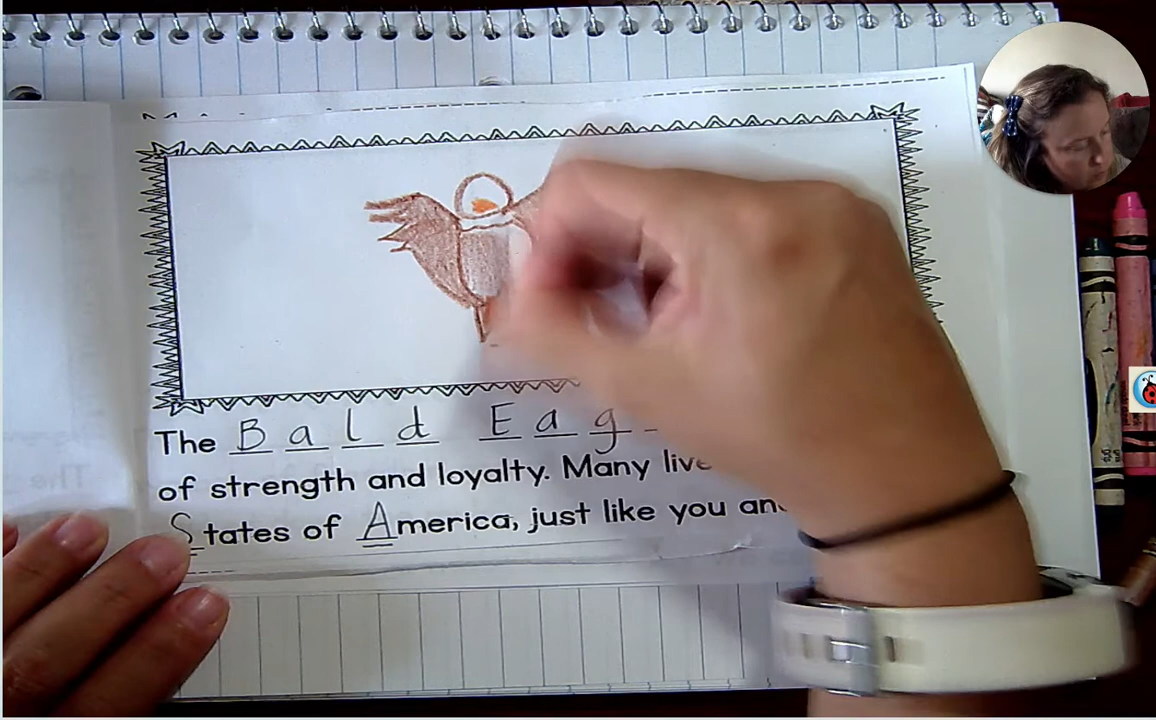 The Bald Eag
of strength and loyalty. Many live
States of America, just like you an